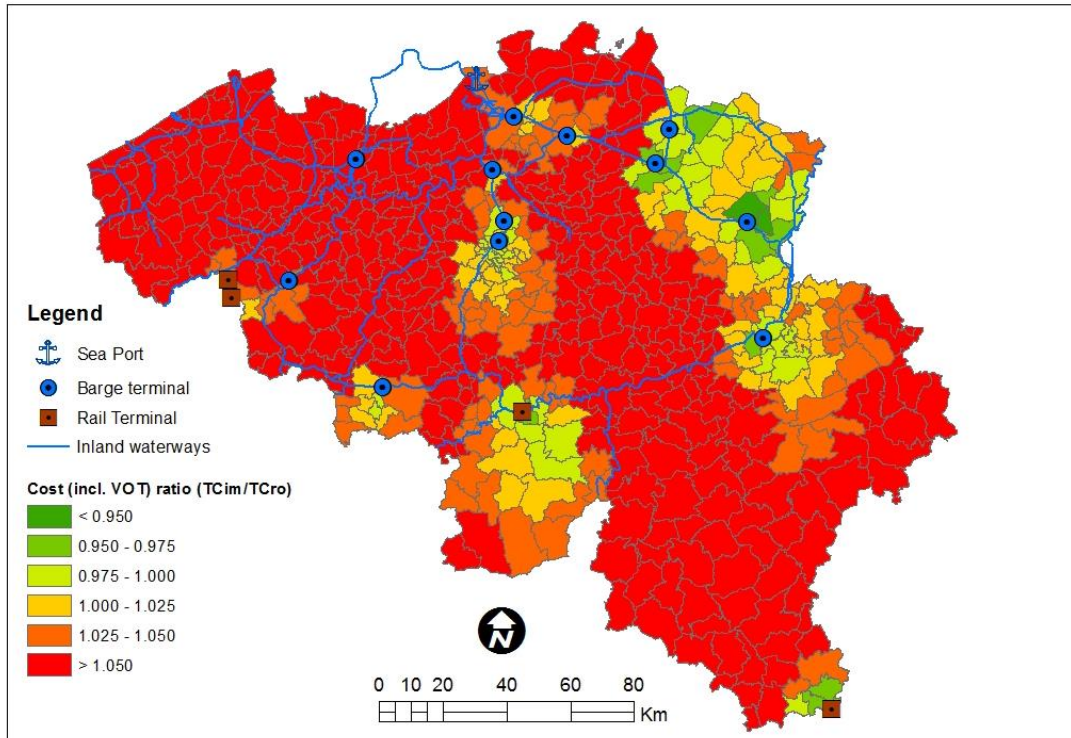 Legend
Sea Port
Barge terminal
Rail Terminal
Inland waterways
Cost (incl. VOT) ratio (TCim/TCro)
< 0.950
0.950 - 0.975
0.975 - 1.000
1.000 - 1.025
1.025 - 1.050
> 1.050
N
0 10 20 40 60 80
Km